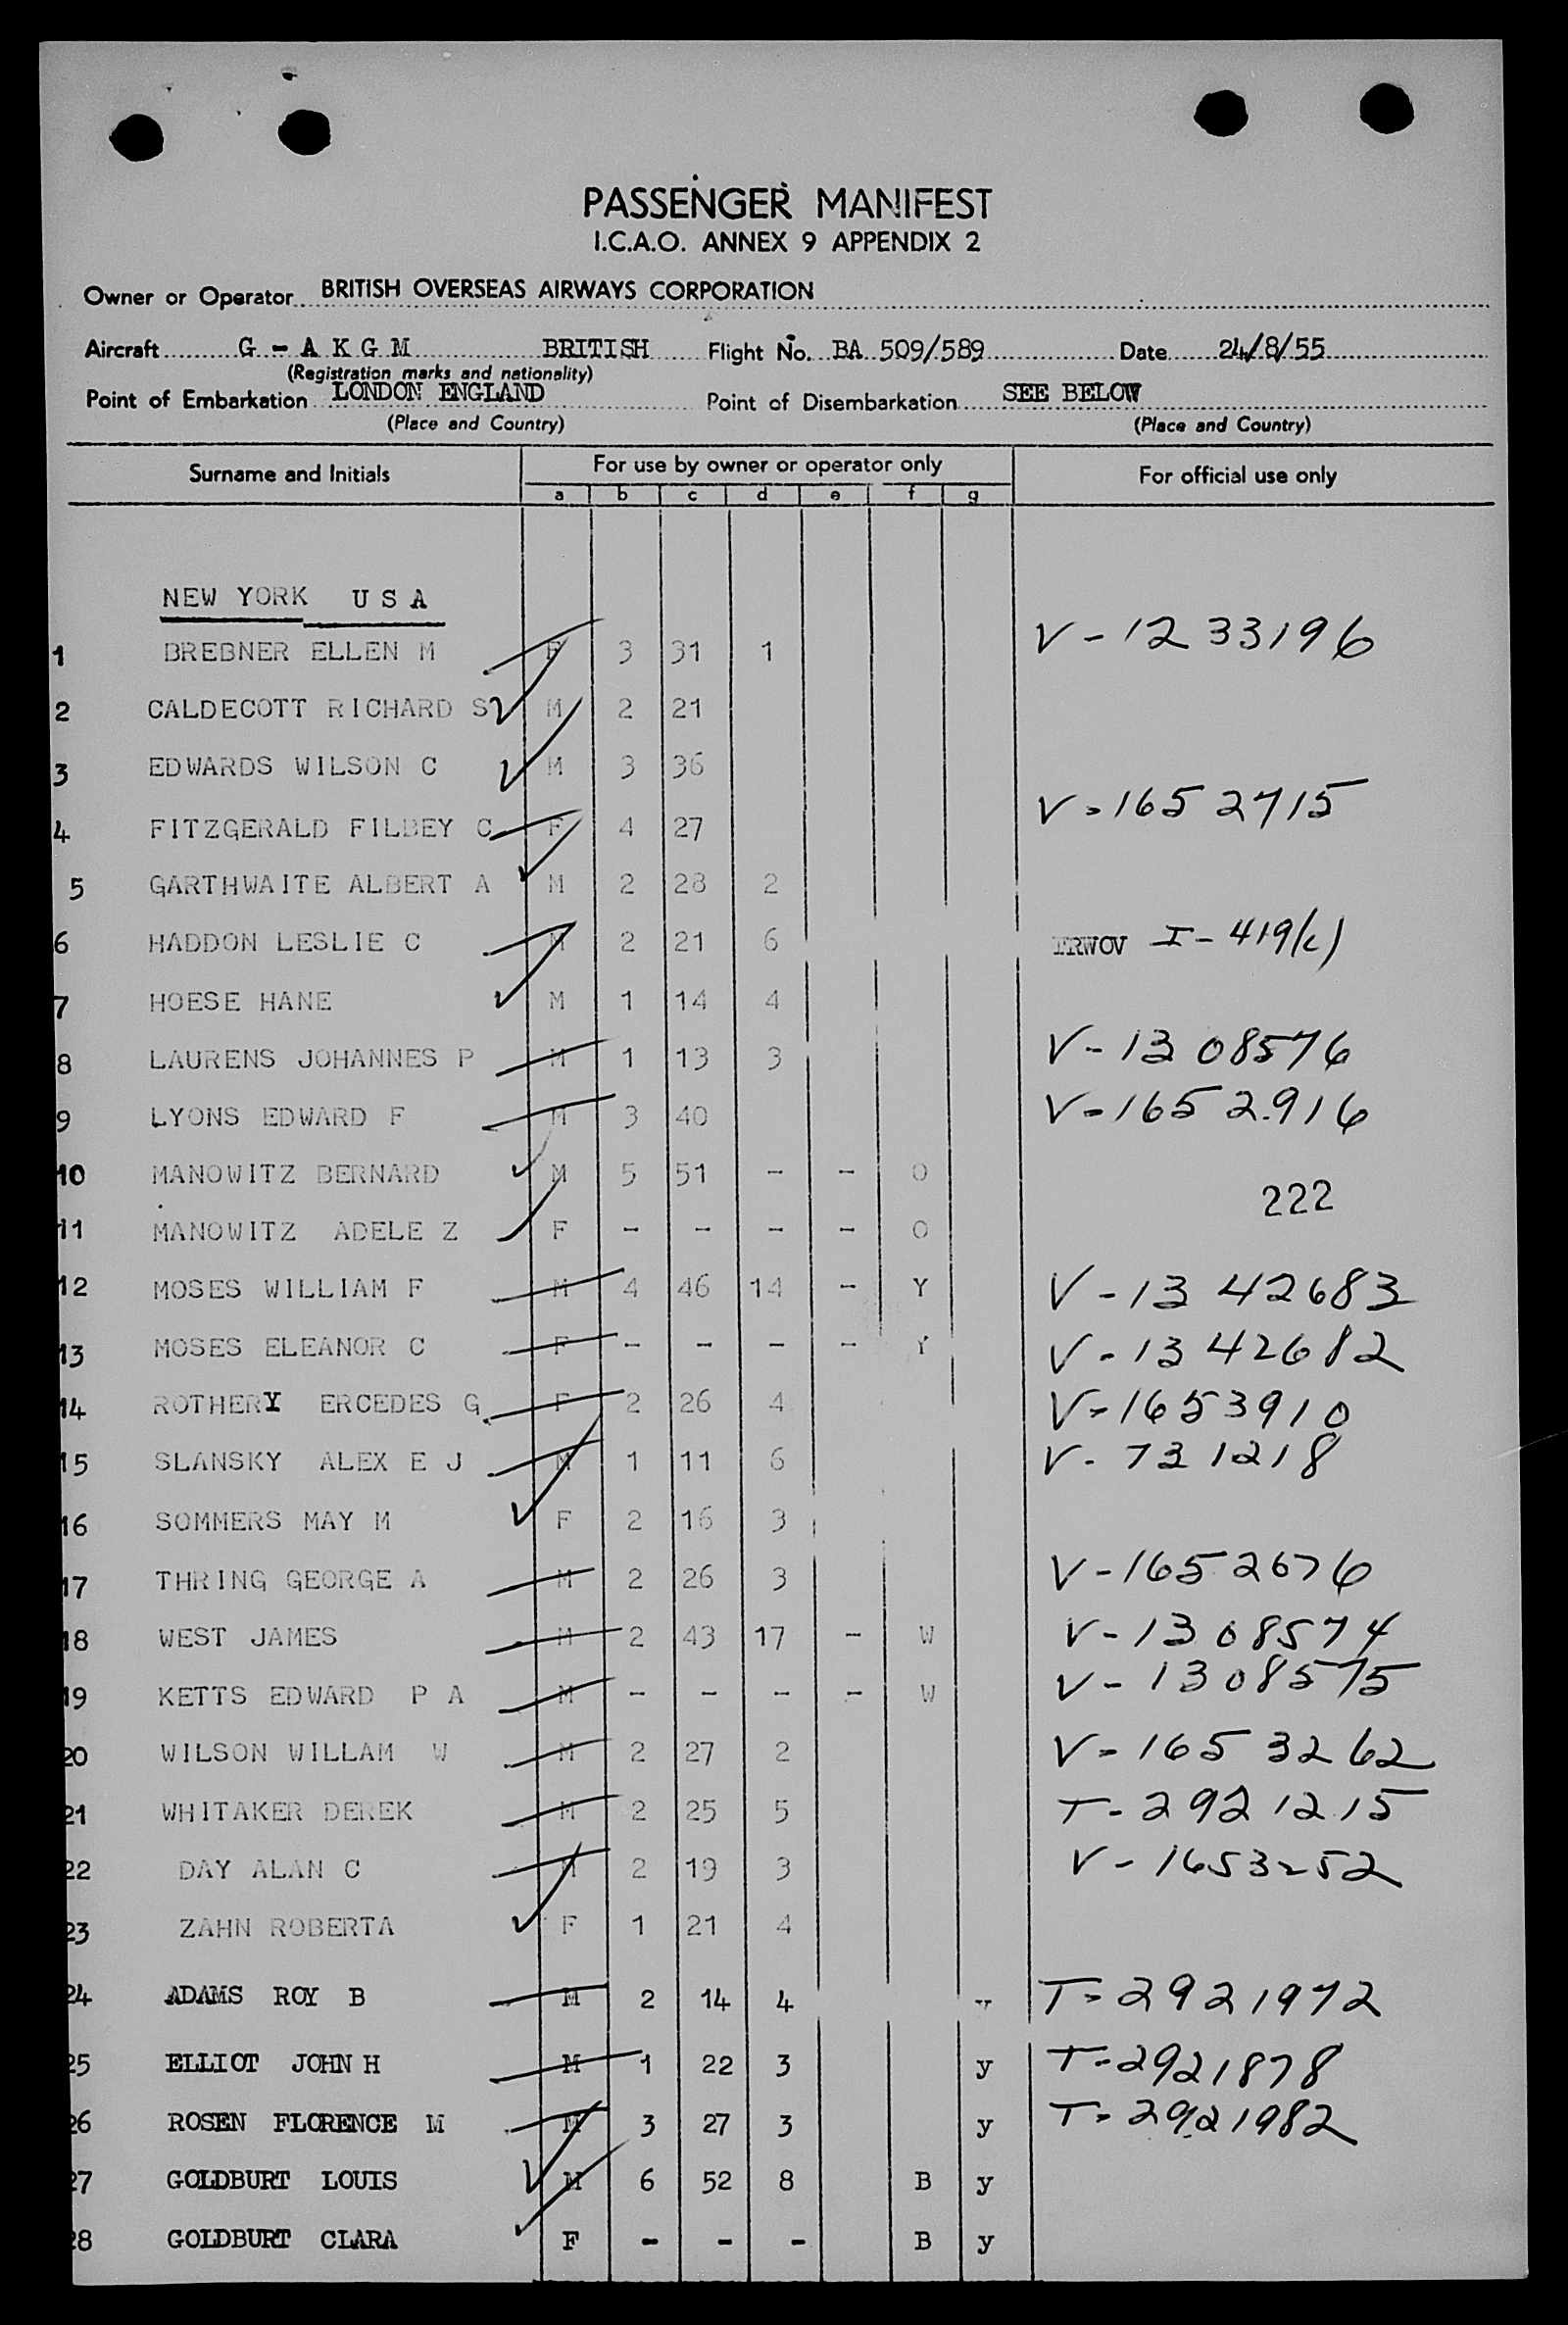 PASSENGER MANIFEST
I.C.A.O. ANNEX 9 APPENDIX 2
Owner or Operator BRITISH OVERSEAS AIRWAYS CORPORATION
Aircraft G - A K G M BRITISH Flight No. BA 509/589 Date 24/8/55
(Registration marks and nationality)
Point of Embarkation LONDON ENGLAND Point of Disembarkation SEE BELOW
(Place and Country) (Place and Country)
Surname and Initials For use by owner or operator only For official use only
a b c d e f g
NEW YORK U S A
1 BREBNER ELLEN M F 3 31 1 V - 1233196
2 CALDECOTT RICHARD S M 2 21
3 EDWARDS WILSON C M 3 36
4 FITZGERALD FILBEY C F 4 27 V - 1652715
5 GARTHWAITE ALBERT A M 2 28 2
6 HADDON LESLIE C M 2 21 6 TRWOV I - 419(c)
7 HOESE HANE M 1 14 4
8 LAURENS JOHANNES P M 1 13 3 V - 1308576
9 LYONS EDWARD F M 3 40 V - 1652916
10 MANOWITZ BERNARD M 5 51 - - O
222
11 MANOWITZ ADELE Z F - - - - O
12 MOSES WILLIAM F M 4 46 14 - Y V - 1342683
13 MOSES ELEANOR C F - - - - Y V - 1342682
14 ROTHERY ERCEDES G F 2 26 4 V - 1653910
15 SLANSKY ALEX E J M 1 11 6 V - 731218
16 SOMMERS MAY M F 2 16 3
17 THRING GEORGE A M 2 26 3 V - 1652676
18 WEST JAMES M 2 43 17 - W V - 1308574
19 KETTS EDWARD P A M - - - - W V - 1308575
20 WILSON WILLAM W M 2 27 2 V - 1653262
21 WHITAKER DEREK M 2 25 5 T - 2921215
22 DAY ALAN C M 2 19 3 V - 1653252
23 ZAHN ROBERTA F 1 21 4
24 ADAMS ROY B M 2 14 4 T - 2921972
25 ELLIOT JOHN H M 1 22 3 y T - 2921878
26 ROSEN FLORENCE M M 3 27 3 y T - 2921982
27 GOLDBURT LOUIS M 6 52 8 B y
28 GOLDBURT CLARA F - - - B y